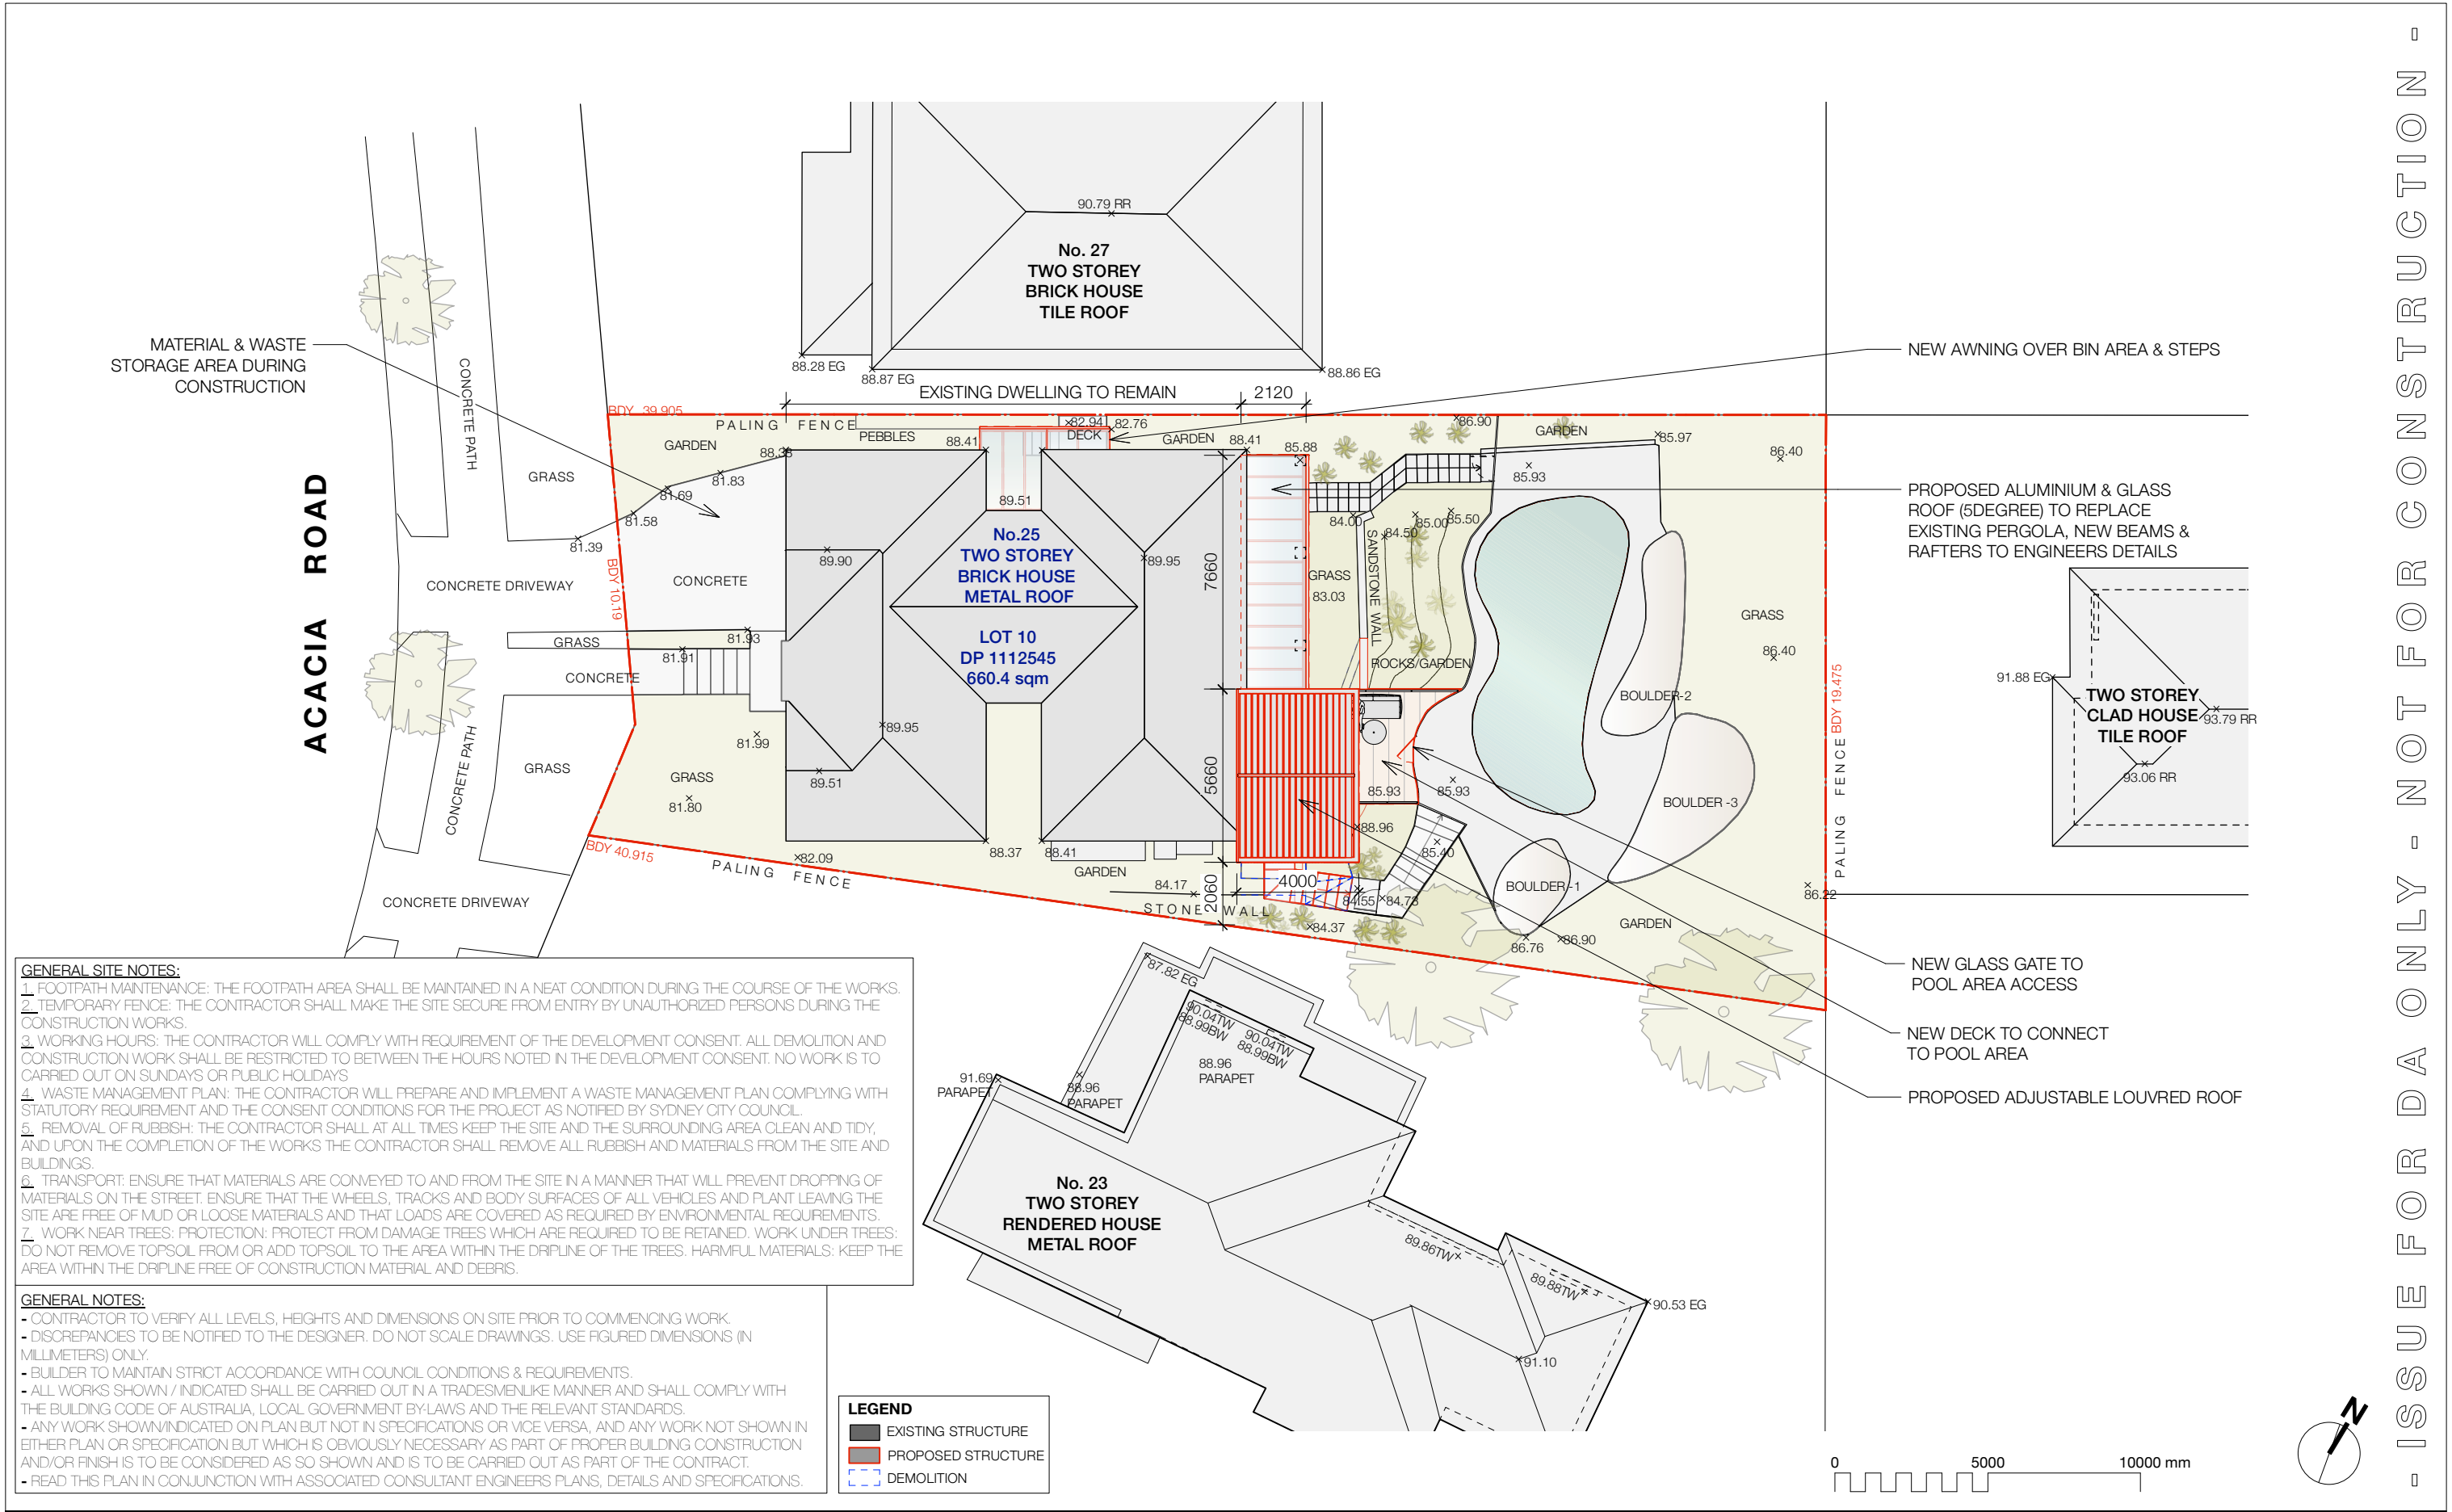 90.79 RR
No. 27
TWO STOREY
BRICK HOUSE
TILE ROOF
88.28 EG
88.87 EG
88.86 EG
MATERIAL & WASTE
STORAGE AREA DURING
CONSTRUCTION
NEW AWNING OVER BIN AREA & STEPS
EXISTING DWELLING TO REMAIN
2120
BDY 39.905
PALING FENCE
PEBBLES
82.94
DECK
82.76
GARDEN
88.41
88.41
85.88
86.90
GARDEN
85.97
86.40
GARDEN
88.38
81.83
81.69
81.58
81.39
CONCRETE PATH
GRASS
ACACIA ROAD
85.93
PROPOSED ALUMINIUM & GLASS
ROOF (5DEGREE) TO REPLACE
EXISTING PERGOLA, NEW BEAMS &
RAFTERS TO ENGINEERS DETAILS
89.51
84.00
84.50
85.00
85.50
No.25
TWO STOREY
BRICK HOUSE
METAL ROOF
LOT 10
DP 1112545
660.4 sqm
89.90
89.95
7660
GRASS
83.03
SANDSTONE WALL
ROCKS/GARDEN
CONCRETE DRIVEWAY
BDY 10.19
CONCRETE
GRASS
81.93
81.91
CONCRETE
GRASS
86.40
BOULDER-2
BDY 19.475
PALING FENCE
91.88 EG
TWO STOREY
CLAD HOUSE
TILE ROOF
93.79 RR
93.06 RR
81.99
89.95
89.51
GRASS
81.80
GRASS
CONCRETE PATH
5660
85.93
85.93
BOULDER -3
88.96
85.40
BDY 40.915
82.09
PALING FENCE
88.37
88.41
GARDEN
84.17
STONE WALL
2060
4000
84.55
84.73
84.37
BOULDER -1
86.22
GARDEN
86.76
86.90
CONCRETE DRIVEWAY
NEW GLASS GATE TO
POOL AREA ACCESS
NEW DECK TO CONNECT
TO POOL AREA
PROPOSED ADJUSTABLE LOUVRED ROOF
GENERAL SITE NOTES:
1. FOOTPATH MAINTENANCE: THE FOOTPATH AREA SHALL BE MAINTAINED IN A NEAT CONDITION DURING THE COURSE OF THE WORKS.
2. TEMPORARY FENCE: THE CONTRACTOR SHALL MAKE THE SITE SECURE FROM ENTRY BY UNAUTHORIZED PERSONS DURING THE
CONSTRUCTION WORKS.
3. WORKING HOURS: THE CONTRACTOR WILL COMPLY WITH REQUIREMENT OF THE DEVELOPMENT CONSENT. ALL DEMOLITION AND
CONSTRUCTION WORK SHALL BE RESTRICTED TO BETWEEN THE HOURS NOTED IN THE DEVELOPMENT CONSENT. NO WORK IS TO
CARRIED OUT ON SUNDAYS OR PUBLIC HOLIDAYS
4. WASTE MANAGEMENT PLAN: THE CONTRACTOR WILL PREPARE AND IMPLEMENT A WASTE MANAGEMENT PLAN COMPLYING WITH
STATUTORY REQUIREMENT AND THE CONSENT CONDITIONS FOR THE PROJECT AS NOTIFIED BY SYDNEY CITY COUNCIL.
5. REMOVAL OF RUBBISH: THE CONTRACTOR SHALL AT ALL TIMES KEEP THE SITE AND THE SURROUNDING AREA CLEAN AND TIDY,
AND UPON THE COMPLETION OF THE WORKS THE CONTRACTOR SHALL REMOVE ALL RUBBISH AND MATERIALS FROM THE SITE AND
BUILDINGS.
6. TRANSPORT: ENSURE THAT MATERIALS ARE CONVEYED TO AND FROM THE SITE IN A MANNER THAT WILL PREVENT DROPPING OF
MATERIALS ON THE STREET. ENSURE THAT THE WHEELS, TRACKS AND BODY SURFACES OF ALL VEHICLES AND PLANT LEAVING THE
SITE ARE FREE OF MUD OR LOOSE MATERIALS AND THAT LOADS ARE COVERED AS REQUIRED BY ENVIRONMENTAL REQUIREMENTS.
7. WORK NEAR TREES: PROTECTION: PROTECT FROM DAMAGE TREES WHICH ARE REQUIRED TO BE RETAINED. WORK UNDER TREES:
DO NOT REMOVE TOPSOIL FROM OR ADD TOPSOIL TO THE AREA WITHIN THE DRIPLINE OF THE TREES. HARMFUL MATERIALS: KEEP THE
AREA WITHIN THE DRIPLINE FREE OF CONSTRUCTION MATERIAL AND DEBRIS.
GENERAL NOTES:
- CONTRACTOR TO VERIFY ALL LEVELS, HEIGHTS AND DIMENSIONS ON SITE PRIOR TO COMMENCING WORK.
- DISCREPANCIES TO BE NOTIFIED TO THE DESIGNER. DO NOT SCALE DRAWINGS. USE FIGURED DIMENSIONS (IN
MILLIMETERS) ONLY.
- BUILDER TO MAINTAIN STRICT ACCORDANCE WITH COUNCIL CONDITIONS & REQUIREMENTS.
- ALL WORKS SHOWN / INDICATED SHALL BE CARRIED OUT IN A TRADESMENLIKE MANNER AND SHALL COMPLY WITH
THE BUILDING CODE OF AUSTRALIA, LOCAL GOVERNMENT BY-LAWS AND THE RELEVANT STANDARDS.
- ANY WORK SHOWN/INDICATED ON PLAN BUT NOT IN SPECIFICATIONS OR VICE VERSA, AND ANY WORK NOT SHOWN IN
EITHER PLAN OR SPECIFICATION BUT WHICH IS OBVIOUSLY NECESSARY AS PART OF PROPER BUILDING CONSTRUCTION
AND/OR FINISH IS TO BE CONSIDERED AS SO SHOWN AND IS TO BE CARRIED OUT AS PART OF THE CONTRACT.
- READ THIS PLAN IN CONJUNCTION WITH ASSOCIATED CONSULTANT ENGINEERS PLANS, DETAILS AND SPECIFICATIONS.
87.82 EG
90.04TW
88.99BW
90.04TW
88.99BW
88.96
PARAPET
91.69
PARAPET
88.96
PARAPET
No. 23
TWO STOREY
RENDERED HOUSE
METAL ROOF
89.86TW
89.88TW
90.53 EG
91.10
LEGEND
EXISTING STRUCTURE
PROPOSED STRUCTURE
DEMOLITION
0 5000 10000 mm
N
- ISSUE FOR DA ONLY - NOT FOR CONSTRUCTION -